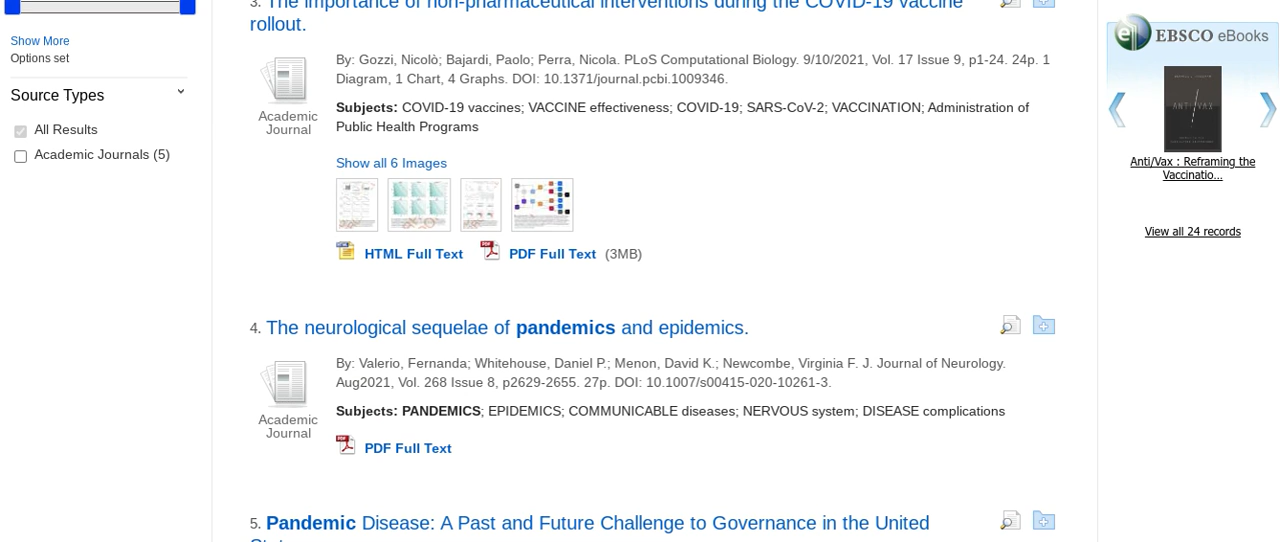 3. The importance of non-pharmaceutical interventions during the COVID-19 vaccine
rollout.
Show More
Options set
Source Types
All Results
Academic Journals (5)
Academic
Journal
By: Gozzi, Nicolò; Bajardi, Paolo; Perra, Nicola. PLoS Computational Biology. 9/10/2021, Vol. 17 Issue 9, p1-24. 24p. 1
Diagram, 1 Chart, 4 Graphs. DOI: 10.1371/journal.pcbi.1009346.
Subjects: COVID-19 vaccines; VACCINE effectiveness; COVID-19; SARS-CoV-2; VACCINATION; Administration of
Public Health Programs
Show all 6 Images
HTML Full Text PDF Full Text (3MB)
4. The neurological sequelae of pandemics and epidemics.
Academic
Journal
By: Valerio, Fernanda; Whitehouse, Daniel P.; Menon, David K.; Newcombe, Virginia F. J. Journal of Neurology.
Aug2021, Vol. 268 Issue 8, p2629-2655. 27p. DOI: 10.1007/s00415-020-10261-3.
Subjects: PANDEMICS; EPIDEMICS; COMMUNICABLE diseases; NERVOUS system; DISEASE complications
PDF Full Text
5. Pandemic Disease: A Past and Future Challenge to Governance in the United
EBSCO eBooks
ANTI/VAX
Anti/Vax : Reframing the
Vaccinatio...
View all 24 records